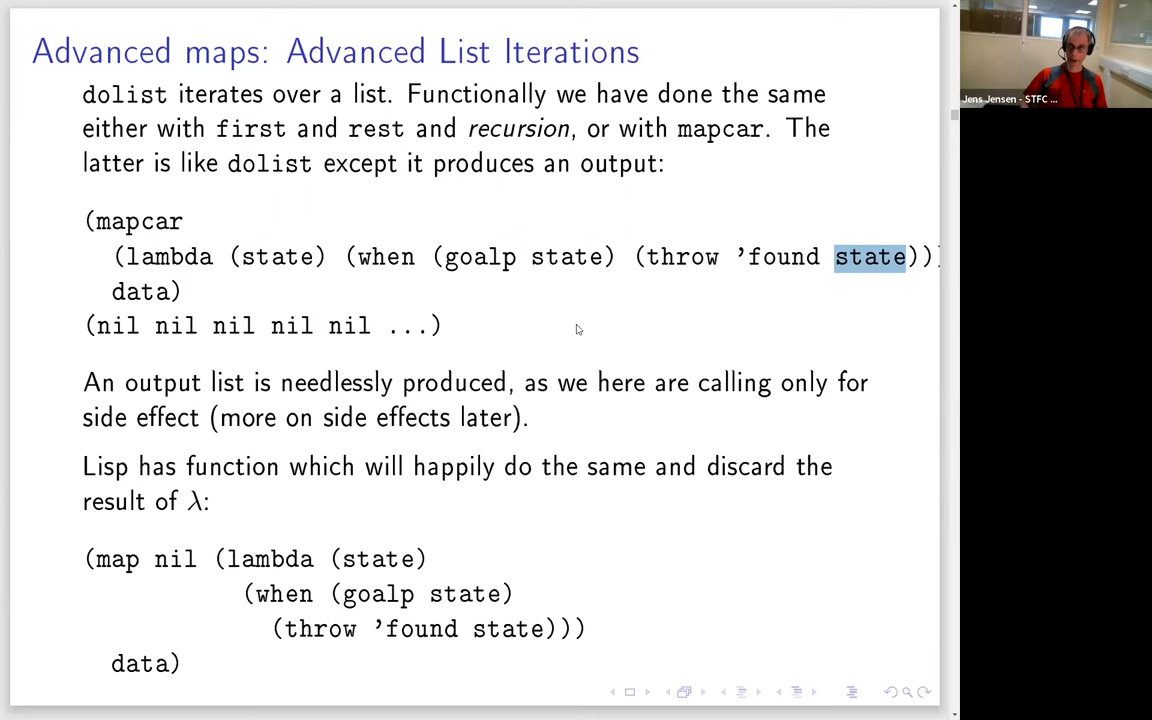 Advanced maps: Advanced List Iterations
dolist iterates over a list. Functionally we have done the same
either with first and rest and recursion, or with mapcar. The
latter is like dolist except it produces an output:
(mapcar
(lambda (state) (when (goalp state) (throw 'found state)))
data)
(nil nil nil nil nil ...)
An output list is needlessly produced, as we here are calling only for
side effect (more on side effects later).
Lisp has function which will happily do the same and discard the
result of λ:
(map nil (lambda (state)
(when (goalp state)
(throw 'found state)))
data)
Jens Jensen - STFC ...